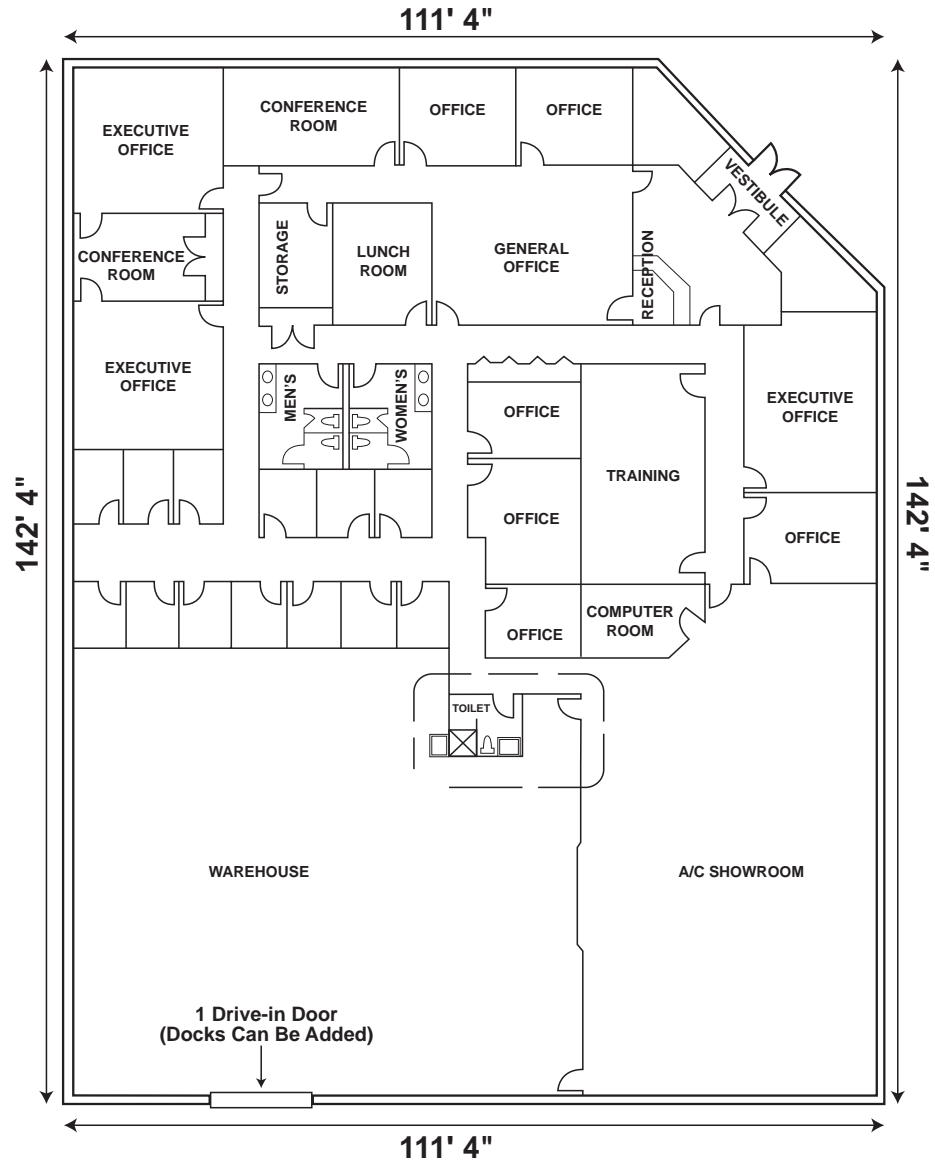 111' 4"
EXECUTIVE
OFFICE
CONFERENCE
ROOM
OFFICE
OFFICE
VESTIBULE
CONFERENCE
ROOM
STORAGE
LUNCH
ROOM
GENERAL
OFFICE
RECEPTION
EXECUTIVE
OFFICE
MEN'S
WOMEN'S
OFFICE
TRAINING
EXECUTIVE
OFFICE
142' 4"
142' 4"
OFFICE
OFFICE
OFFICE
COMPUTER
ROOM
TOILET
WAREHOUSE
A/C SHOWROOM
1 Drive-in Door
(Docks Can Be Added)
111' 4"